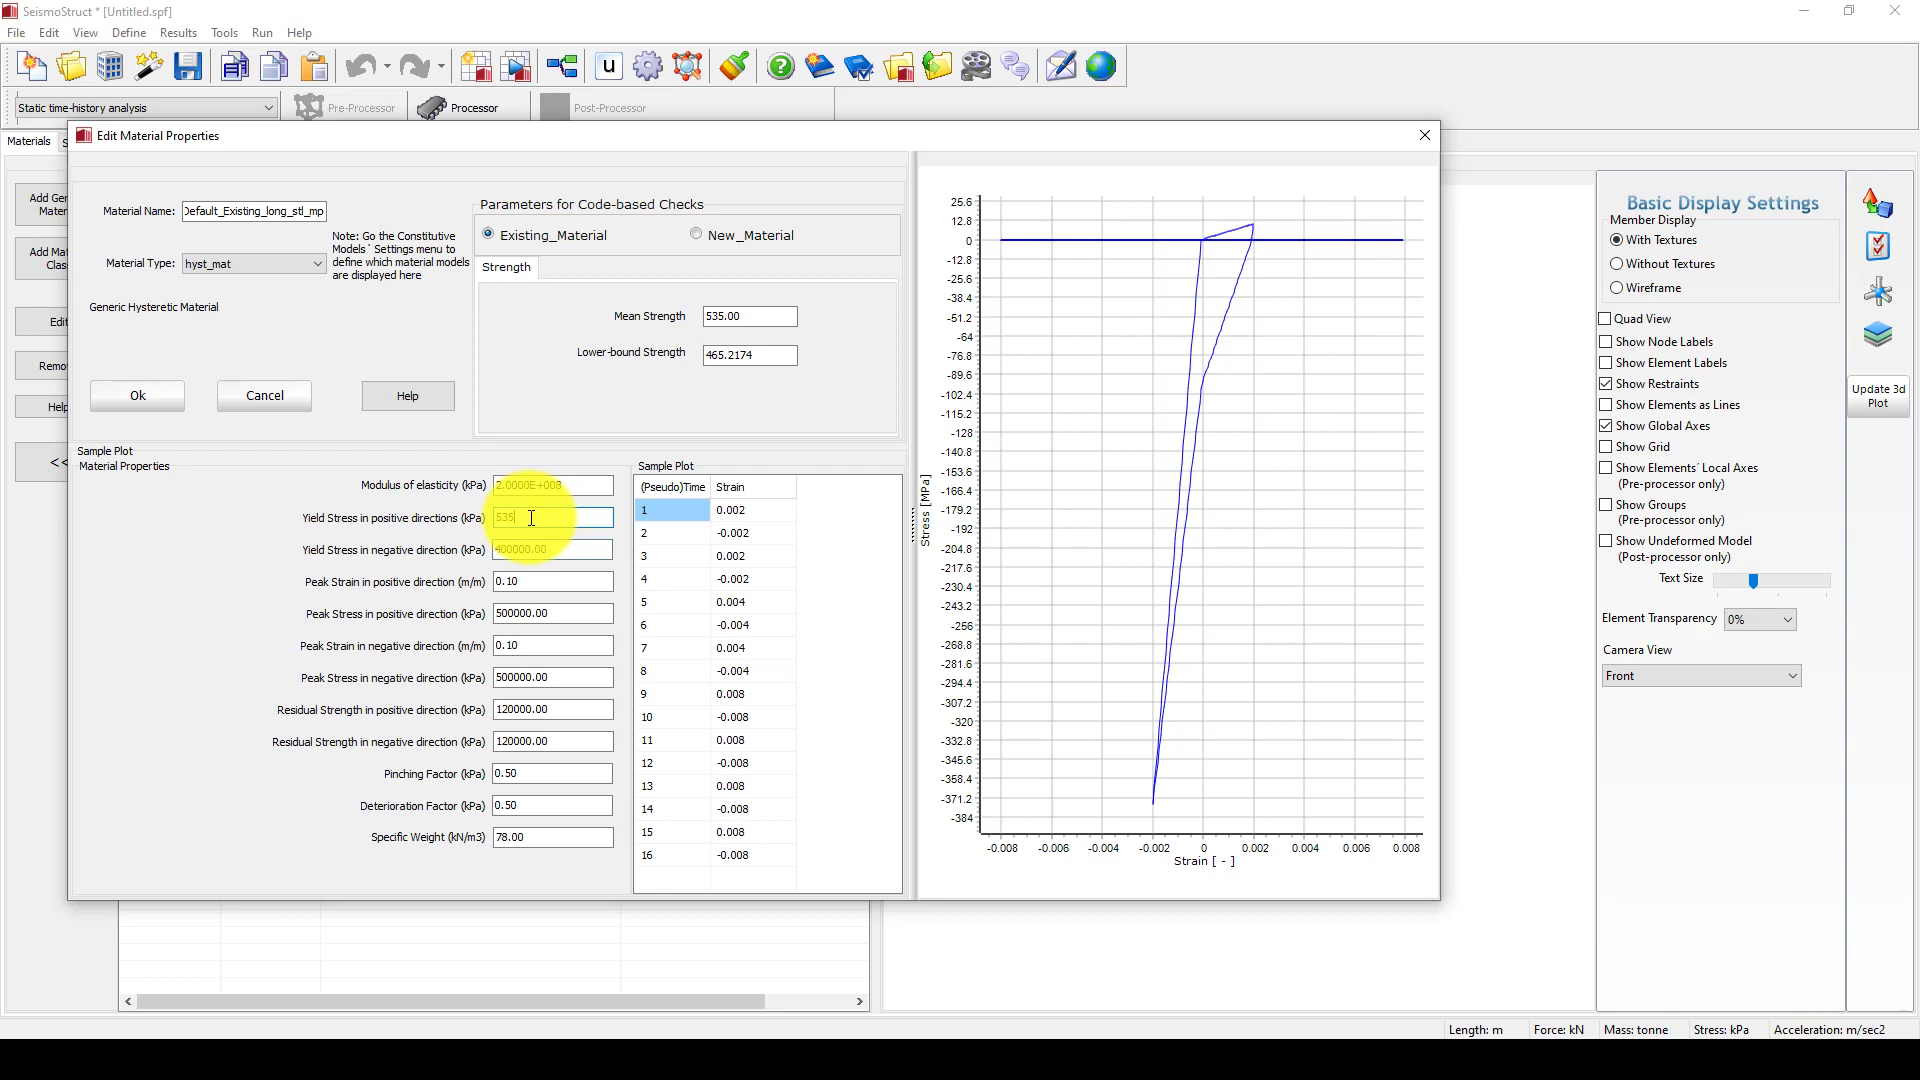 SeismoStruct * [Untitled.spf]
File Edit View Define Results Tools Run Help
u
Static time-history analysis
Pre-Processor
Processor
Post-Processor
Materials
Edit Material Properties
Material Name: Default_Existing_long_stl_mp
Material Type: hyst_mat
Note: Go the Constitutive
Models` Settings menu to
define which material models
are displayed here
Generic Hysteretic Material
Ok
Cancel
Help
Parameters for Code-based Checks
Existing_Material
New_Material
Strength
Mean Strength 535.00
Lower-bound Strength 465.2174
Add Ger
Mater
Add Mat
Class
Edit
Remo
Help
<<
Sample Plot
Material Properties
Modulus of elasticity (kPa) 2.0000E+008
Yield Stress in positive directions (kPa) 535
Yield Stress in negative direction (kPa) 400000.00
Peak Strain in positive direction (m/m) 0.10
Peak Stress in positive direction (kPa) 500000.00
Peak Strain in negative direction (m/m) 0.10
Peak Stress in negative direction (kPa) 500000.00
Residual Strength in positive direction (kPa) 120000.00
Residual Strength in negative direction (kPa) 120000.00
Pinching Factor (kPa) 0.50
Deterioration Factor (kPa) 0.50
Specific Weight (kN/m3) 78.00
Sample Plot
(Pseudo)Time Strain
1 0.002
2 -0.002
3 0.002
4 -0.002
5 0.004
6 -0.004
7 0.004
8 -0.004
9 0.008
10 -0.008
11 0.008
12 -0.008
13 0.008
14 -0.008
15 0.008
16 -0.008
Stress [MPa]
25.6
12.8
0
-12.8
-25.6
-38.4
-51.2
-64
-76.8
-89.6
-102.4
-115.2
-128
-140.8
-153.6
-166.4
-179.2
-192
-204.8
-217.6
-230.4
-243.2
-256
-268.8
-281.6
-294.4
-307.2
-320
-332.8
-345.6
-358.4
-371.2
-384
-0.008 -0.006 -0.004 -0.002 0 0.002 0.004 0.006 0.008
Strain [ - ]
Basic Display Settings
Member Display
With Textures
Without Textures
Wireframe
Quad View
Show Node Labels
Show Element Labels
Show Restraints
Show Elements as Lines
Show Global Axes
Show Grid
Show Elements` Local Axes
(Pre-processor only)
Show Groups
(Pre-processor only)
Show Undeformed Model
(Post-processor only)
Text Size
Element Transparency 0%
Camera View
Front
Update 3d
Plot
Length: m Force: kN Mass: tonne Stress: kPa Acceleration: m/sec2